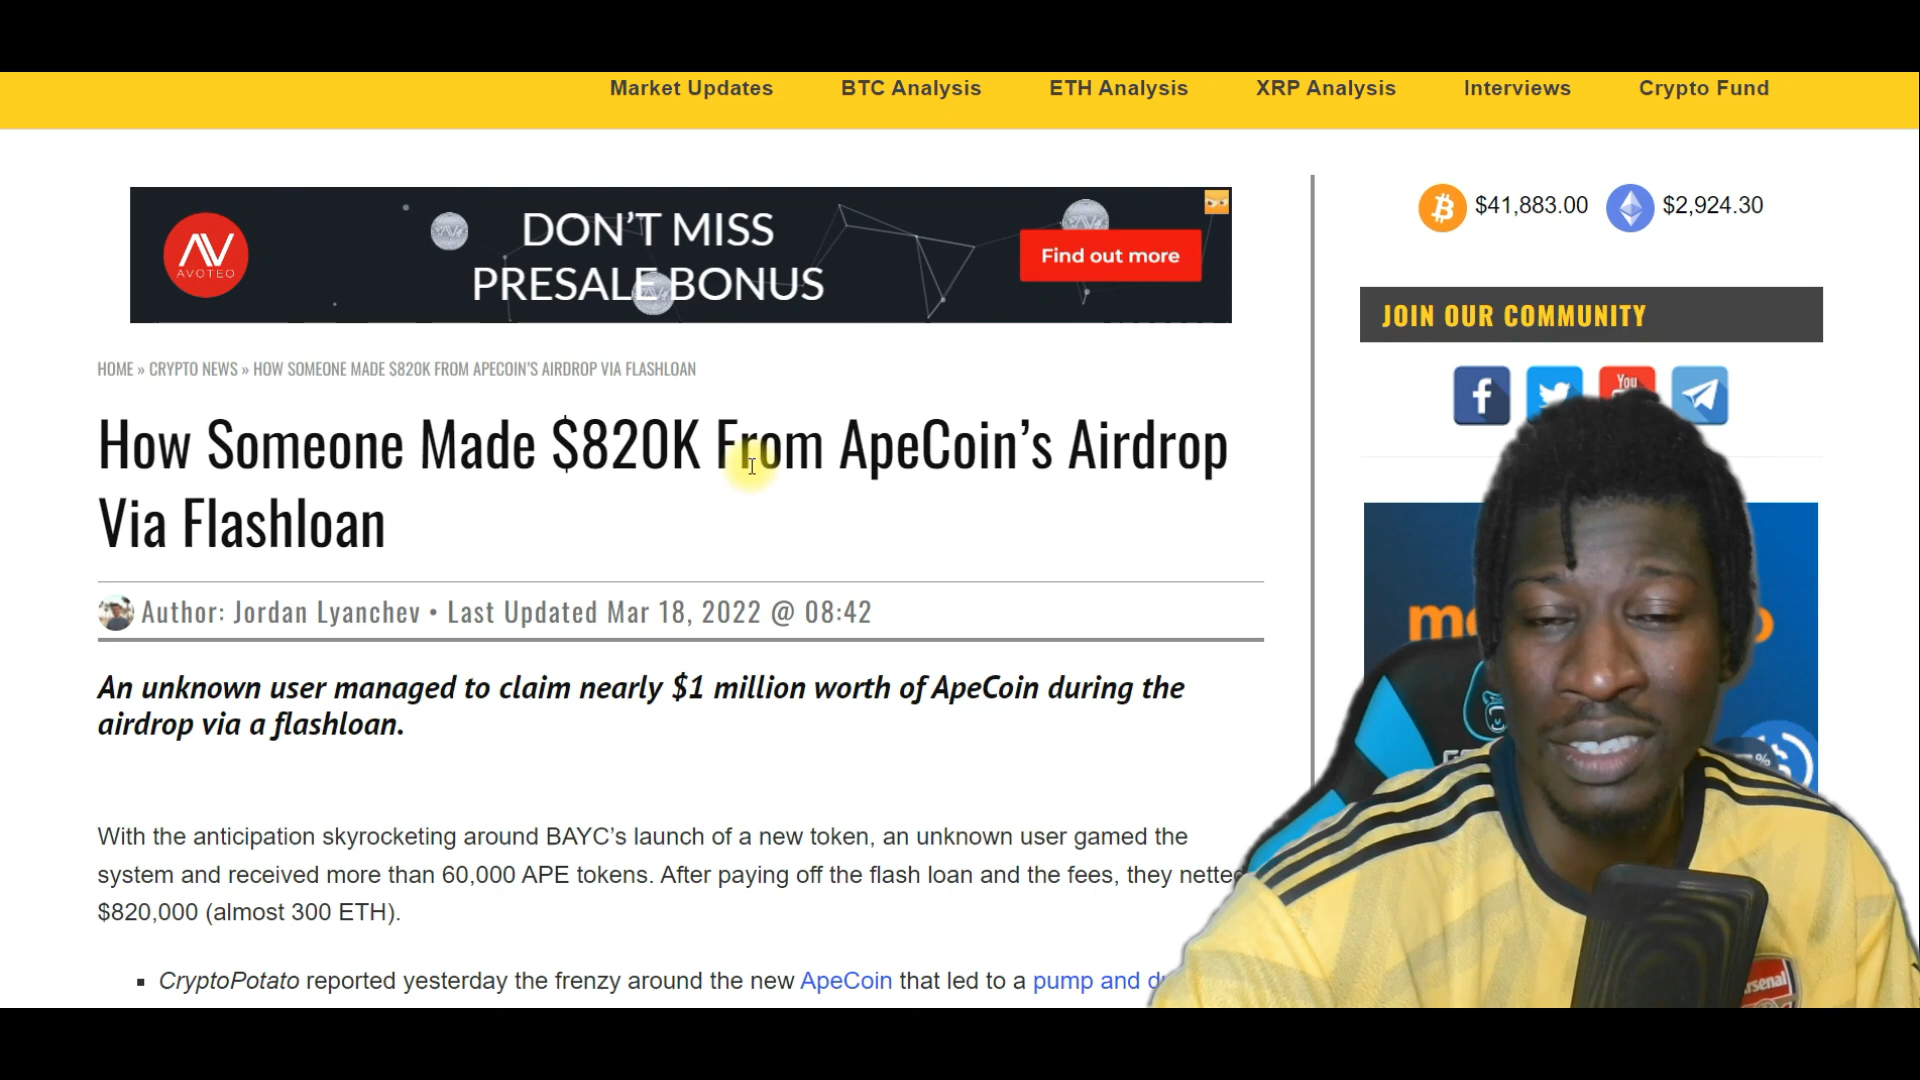 Market Updates BTC Analysis ETH Analysis XRP Analysis Interviews Crypto Fund
AVOTEO
DON'T MISS
PRESALE BONUS
Find out more
$41,883.00 $2,924.30
JOIN OUR COMMUNITY
You
HOME » CRYPTO NEWS » HOW SOMEONE MADE $820K FROM APECOIN'S AIRDROP VIA FLASHLOAN
How Someone Made $820K From ApeCoin's Airdrop
Via Flashloan
Author: Jordan Lyanchev • Last Updated Mar 18, 2022 @ 08:42
An unknown user managed to claim nearly $1 million worth of ApeCoin during the
airdrop via a flashloan.
With the anticipation skyrocketing around BAYC's launch of a new token, an unknown user gamed the
system and received more than 60,000 APE tokens. After paying off the flash loan and the fees, they netted
$820,000 (almost 300 ETH).
▪ CryptoPotato reported yesterday the frenzy around the new ApeCoin that led to a pump and
Arsenal